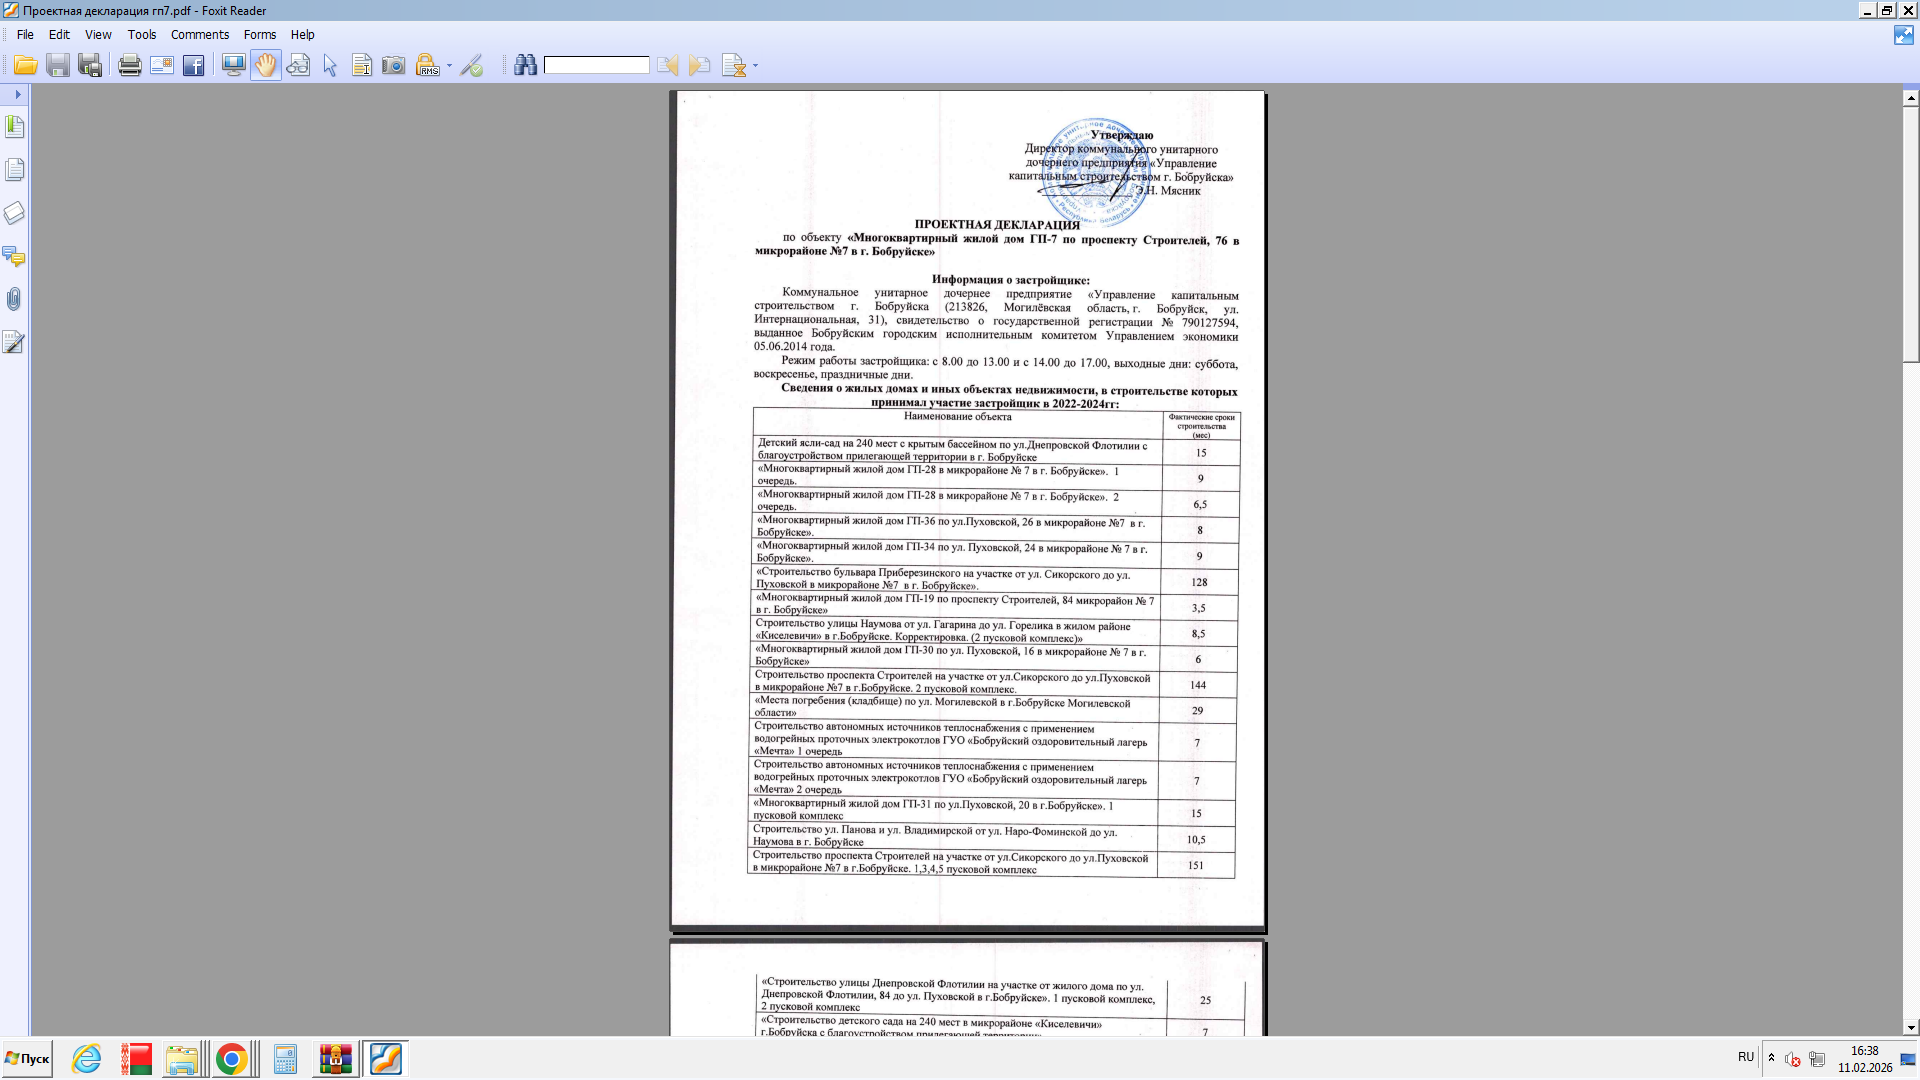 Проектная декларация гп7.pdf - Foxit Reader
File Edit View Tools Comments Forms Help
Утверждаю
Директор коммунального унитарного
дочернего предприятия «Управление
капитальным строительством г. Бобруйска»
Э.Н. Мясник
ПРОЕКТНАЯ ДЕКЛАРАЦИЯ
по объекту «Многоквартирный жилой дом ГП-7 по проспекту Строителей, 76 в
микрорайоне №7 в г. Бобруйске»
Информация о застройщике:
Коммунальное унитарное дочернее предприятие «Управление капитальным
строительством г. Бобруйска (213826, Могилёвская область, г. Бобруйск, ул.
Интернациональная, 31), свидетельство о государственной регистрации № 790127594,
выданное Бобруйским городским исполнительным комитетом Управлением экономики
05.06.2014 года.
Режим работы застройщика: с 8.00 до 13.00 и с 14.00 до 17.00, выходные дни: суббота,
воскресенье, праздничные дни.
Сведения о жилых домах и иных объектах недвижимости, в строительстве которых
принимал участие застройщик в 2022-2024гг:
Наименование объекта
Фактические сроки
строительства
(мес)
Детский ясли-сад на 240 мест с крытым бассейном по ул.Днепровской Флотилии с
благоустройством прилегающей территории в г. Бобруйске
15
«Многоквартирный жилой дом ГП-28 в микрорайоне № 7 в г. Бобруйске». 1
очередь.
9
«Многоквартирный жилой дом ГП-28 в микрорайоне № 7 в г. Бобруйске». 2
очередь.
6,5
«Многоквартирный жилой дом ГП-36 по ул.Пуховской, 26 в микрорайоне №7 в г.
Бобруйске».
8
«Многоквартирный жилой дом ГП-34 по ул. Пуховской, 24 в микрорайоне № 7 в г.
Бобруйске».
9
«Строительство бульвара Приберезинского на участке от ул. Сикорского до ул.
Пуховской в микрорайоне №7 в г. Бобруйске».
128
«Многоквартирный жилой дом ГП-19 по проспекту Строителей, 84 микрорайон № 7
в г. Бобруйске»
3,5
Строительство улицы Наумова от ул. Гагарина до ул. Горелика в жилом районе
«Киселевичи» в г.Бобруйске. Корректировка. (2 пусковой комплекс)»
8,5
«Многоквартирный жилой дом ГП-30 по ул. Пуховской, 16 в микрорайоне № 7 в г.
Бобруйске»
6
Строительство проспекта Строителей на участке от ул.Сикорского до ул.Пуховской
в микрорайоне №7 в г.Бобруйске. 2 пусковой комплекс.
144
«Места погребения (кладбище) по ул. Могилевской в г.Бобруйске Могилевской
области»
29
Строительство автономных источников теплоснабжения с применением
водогрейных проточных электрокотлов ГУО «Бобруйский оздоровительный лагерь
«Мечта» 1 очередь
7
Строительство автономных источников теплоснабжения с применением
водогрейных проточных электрокотлов ГУО «Бобруйский оздоровительный лагерь
«Мечта» 2 очередь
7
«Многоквартирный жилой дом ГП-31 по ул.Пуховской, 20 в г.Бобруйске». 1
пусковой комплекс
15
Строительство ул. Панова и ул. Владимирской от ул. Наро-Фоминской до ул.
Наумова в г. Бобруйске
10,5
Строительство проспекта Строителей на участке от ул.Сикорского до ул.Пуховской
в микрорайоне №7 в г.Бобруйске. 1,3,4,5 пусковой комплекс
151
«Строительство улицы Днепровской Флотилии на участке от жилого дома по ул.
Днепровской Флотилии, 84 до ул. Пуховской в г.Бобруйске». 1 пусковой комплекс,
2 пусковой комплекс
25
«Строительство детского сада на 240 мест в микрорайоне «Киселевичи»
г.Бобруйска с благоустройством прилегающей территории»
7
Пуск
RU
16:38
11.02.2026